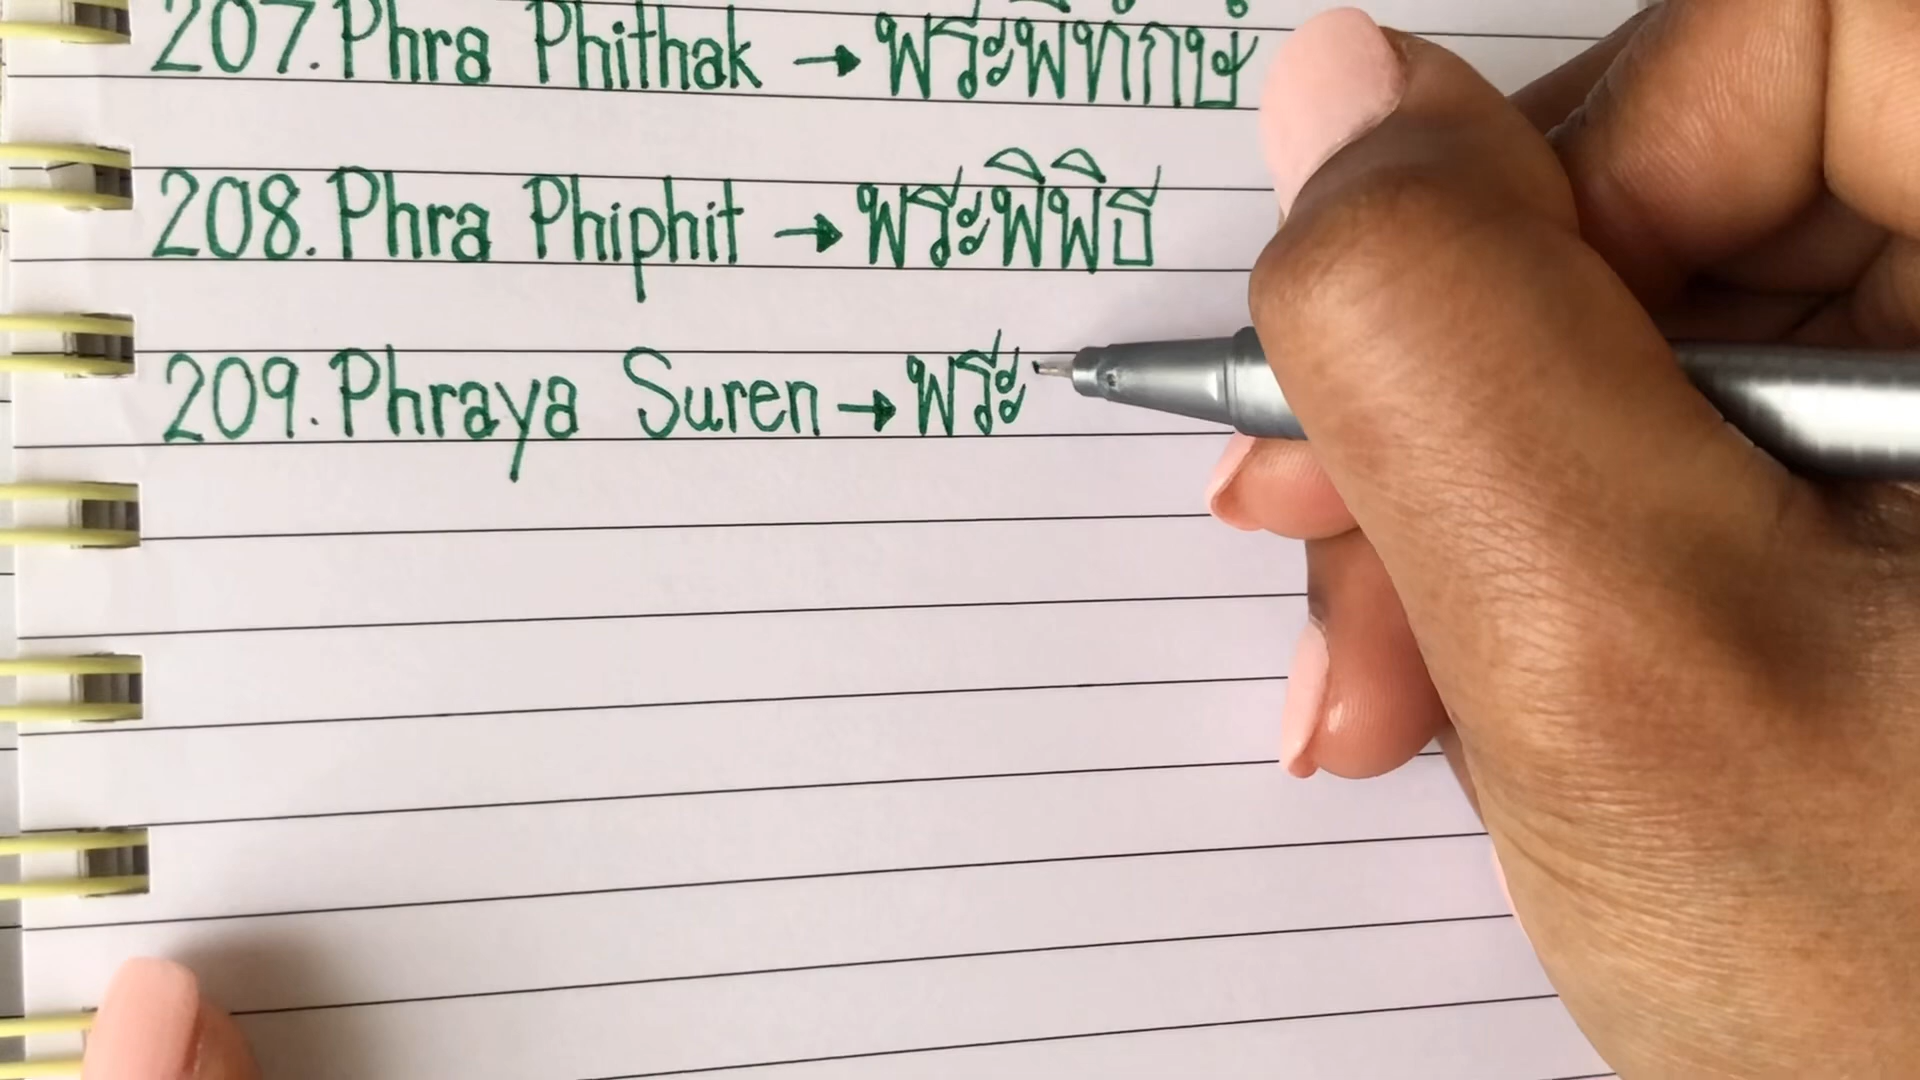 207. Phra Phithak → พระพิทักษ์
208. Phra Phiphit → พระพิพิธ
209. Phraya Suren → พระ